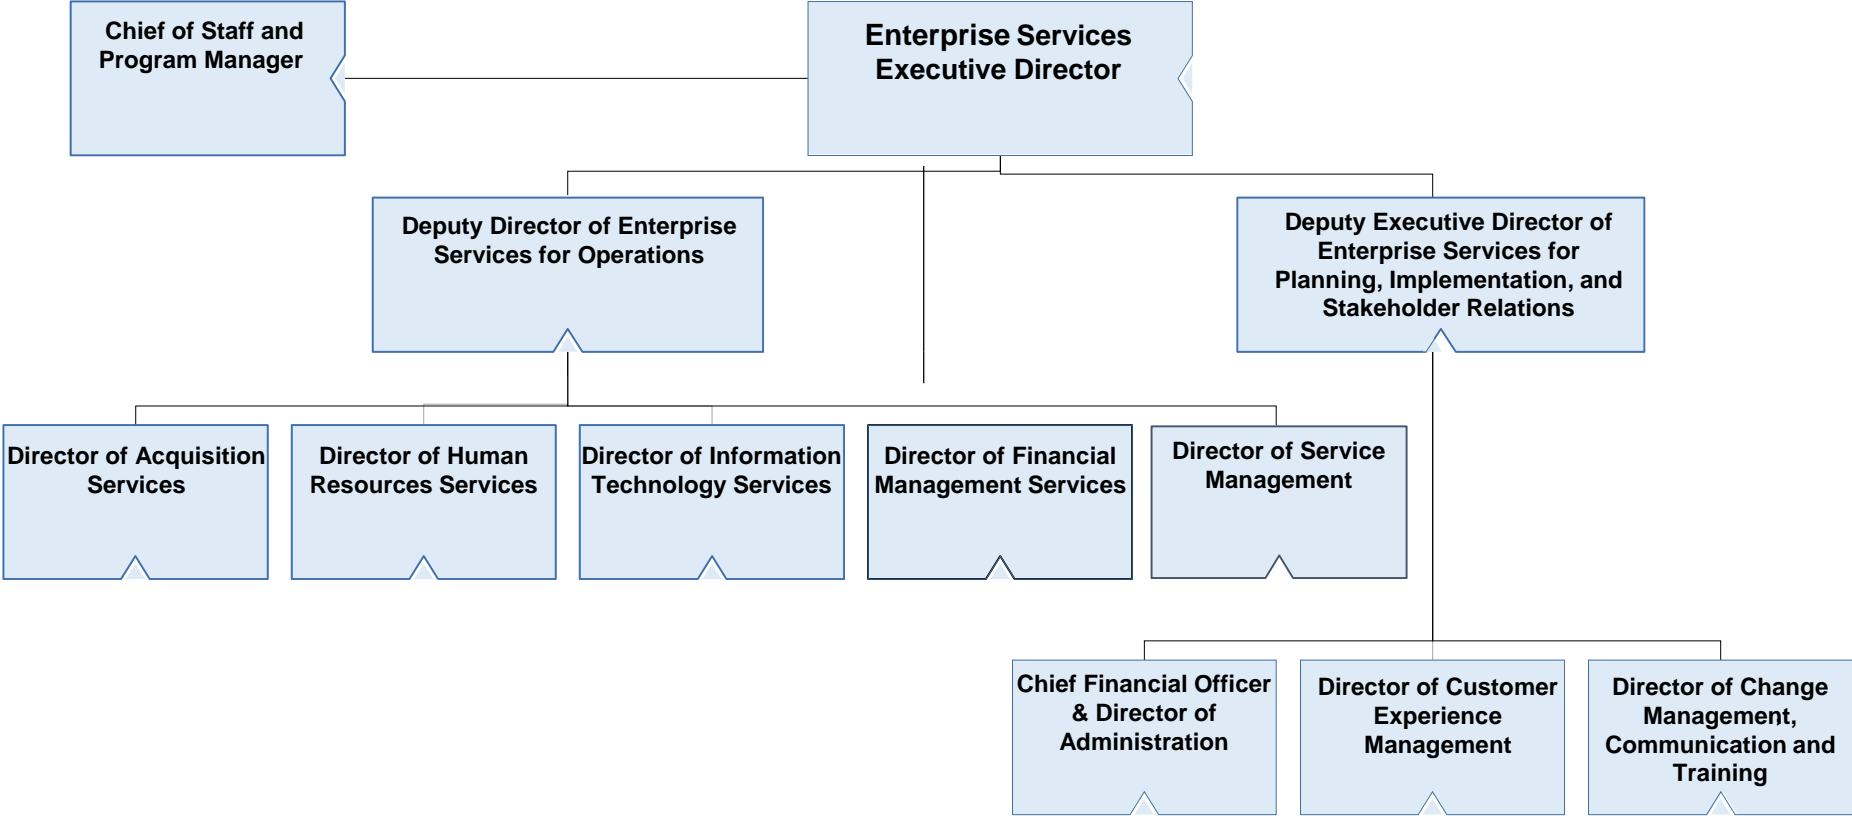 Chief of Staff and
Program Manager
Enterprise Services
Executive Director
Deputy Director of Enterprise
Services for Operations
Deputy Executive Director of
Enterprise Services for
Planning, Implementation, and
Stakeholder Relations
Director of Acquisition
Services
Director of Human
Resources Services
Director of Information
Technology Services
Director of Financial
Management Services
Director of Service
Management
Chief Financial Officer
& Director of
Administration
Director of Customer
Experience
Management
Director of Change
Management,
Communication and
Training